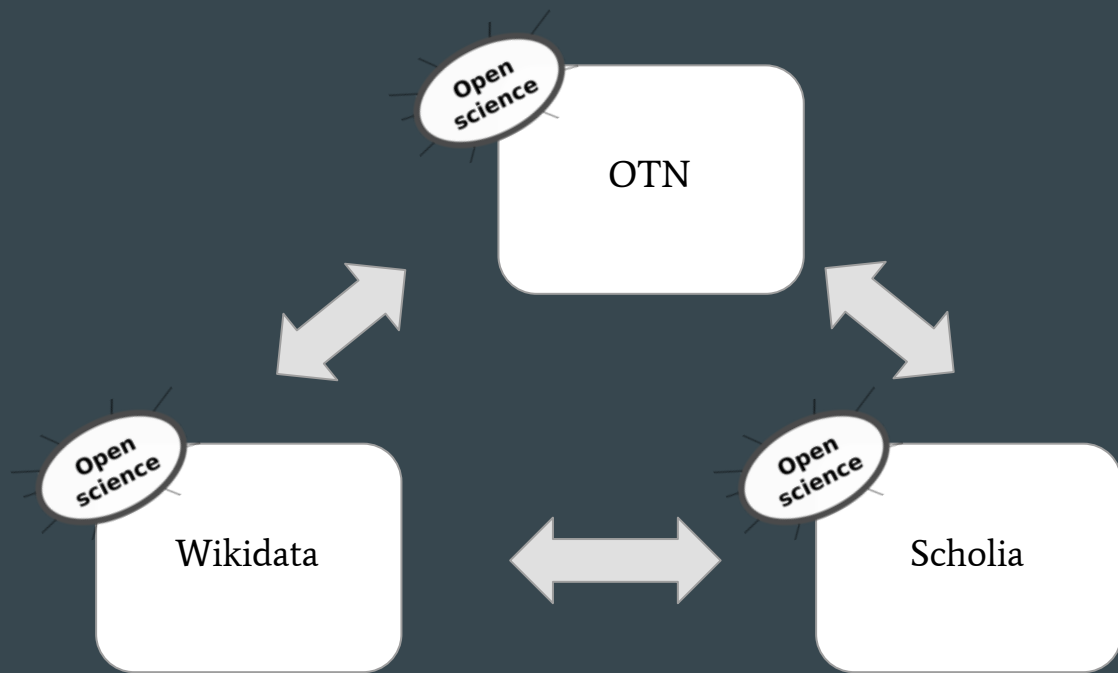 Open
science
OTN
Open
science
Wikidata
Open
science
Scholia